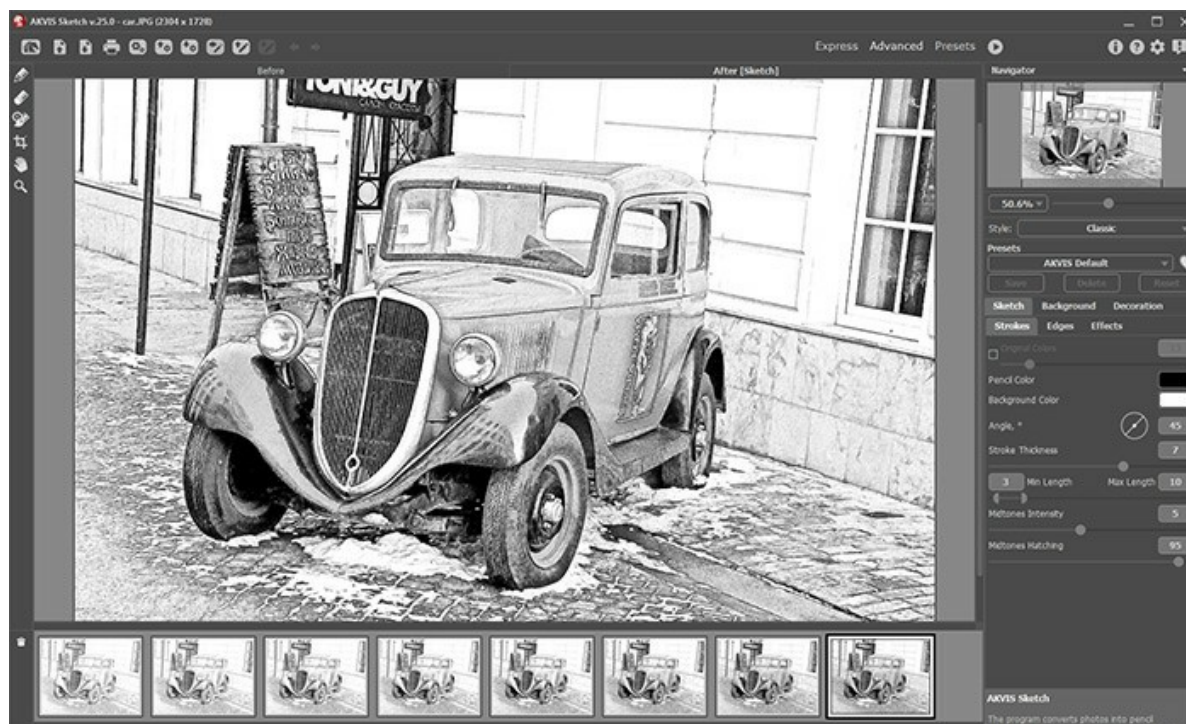 AKVIS Sketch v.25.0 - car.JPG (2304 x 1728)
Express Advanced Presets
Before
After [Sketch]
Navigator
TONI&GUY
50.6%
Style: Classic
Presets
AKVIS Default
Save Delete Reset
Sketch Background Decoration
Strokes Edges Effects
Original Colors
Pencil Color
Background Color
Angle, ° 45
Stroke Thickness 7
3 Min Length Max Length 10
Midtones Intensity 5
Midtones Hatching 95
AKVIS Sketch
The program converts photos into pencil